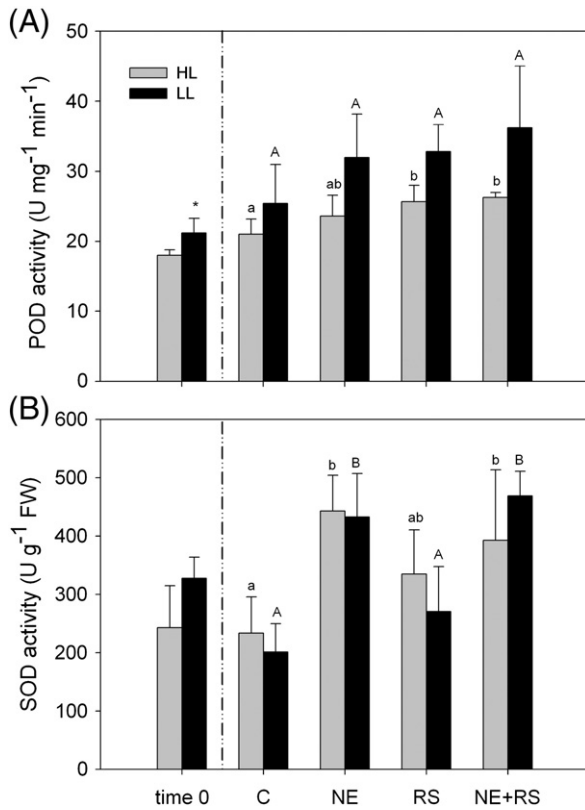 (A)
POD activity (U mg⁻¹ min⁻¹)
50
40
30
20
10
0
HL
LL
*
a
A
ab
A
b
A
b
A
(B)
SOD activity (U g⁻¹ FW)
600
500
400
300
200
100
0
a
A
b
B
ab
A
b
B
time 0 C NE RS NE+RS